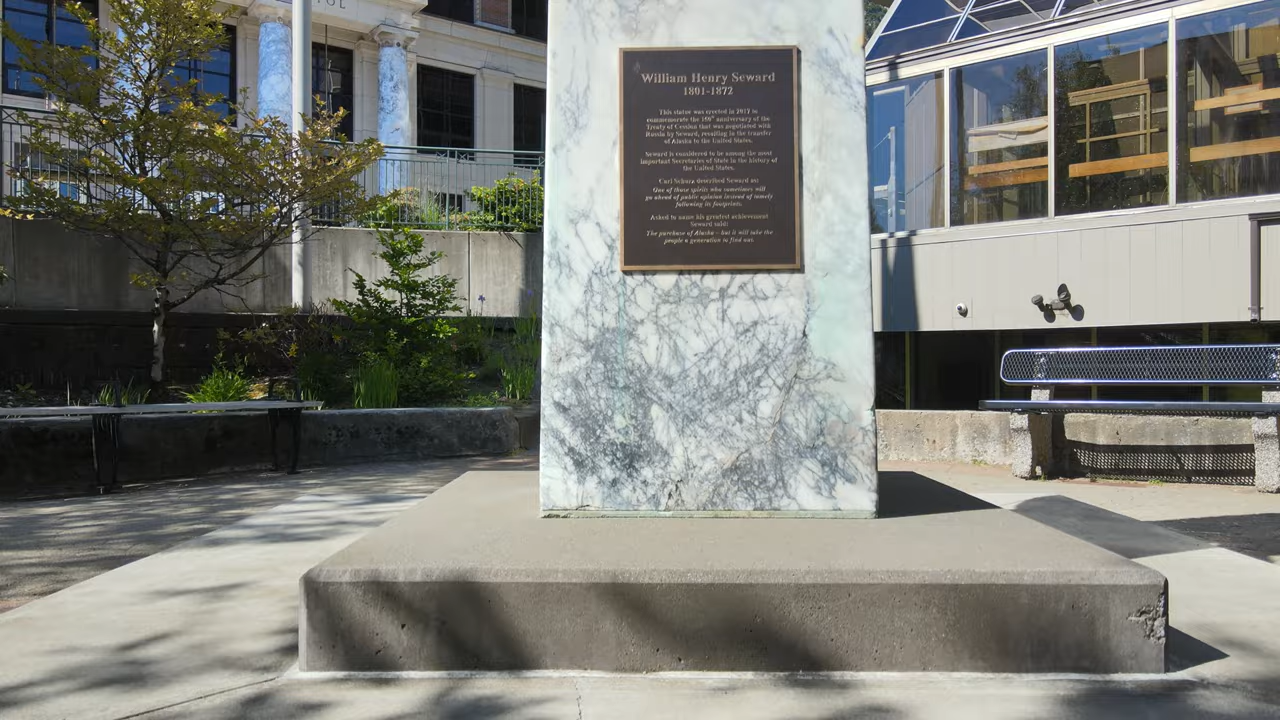 TOL
William Henry Seward
1801-1872
This statue was erected in 2017 to
commemorate the 150th anniversary of the
Treaty of Cession that was negotiated with
Russia by Seward, resulting in the transfer
of Alaska to the United States.
Seward is considered to be among the most
important Secretaries of State in the history of
the United States.
Carl Schurz described Seward as:
One of those spirits who sometimes will
go ahead of public opinion instead of tamely
following its footprints.
Asked to name his greatest achievement
Seward said:
The purchase of Alaska – but it will take the
people a generation to find out.